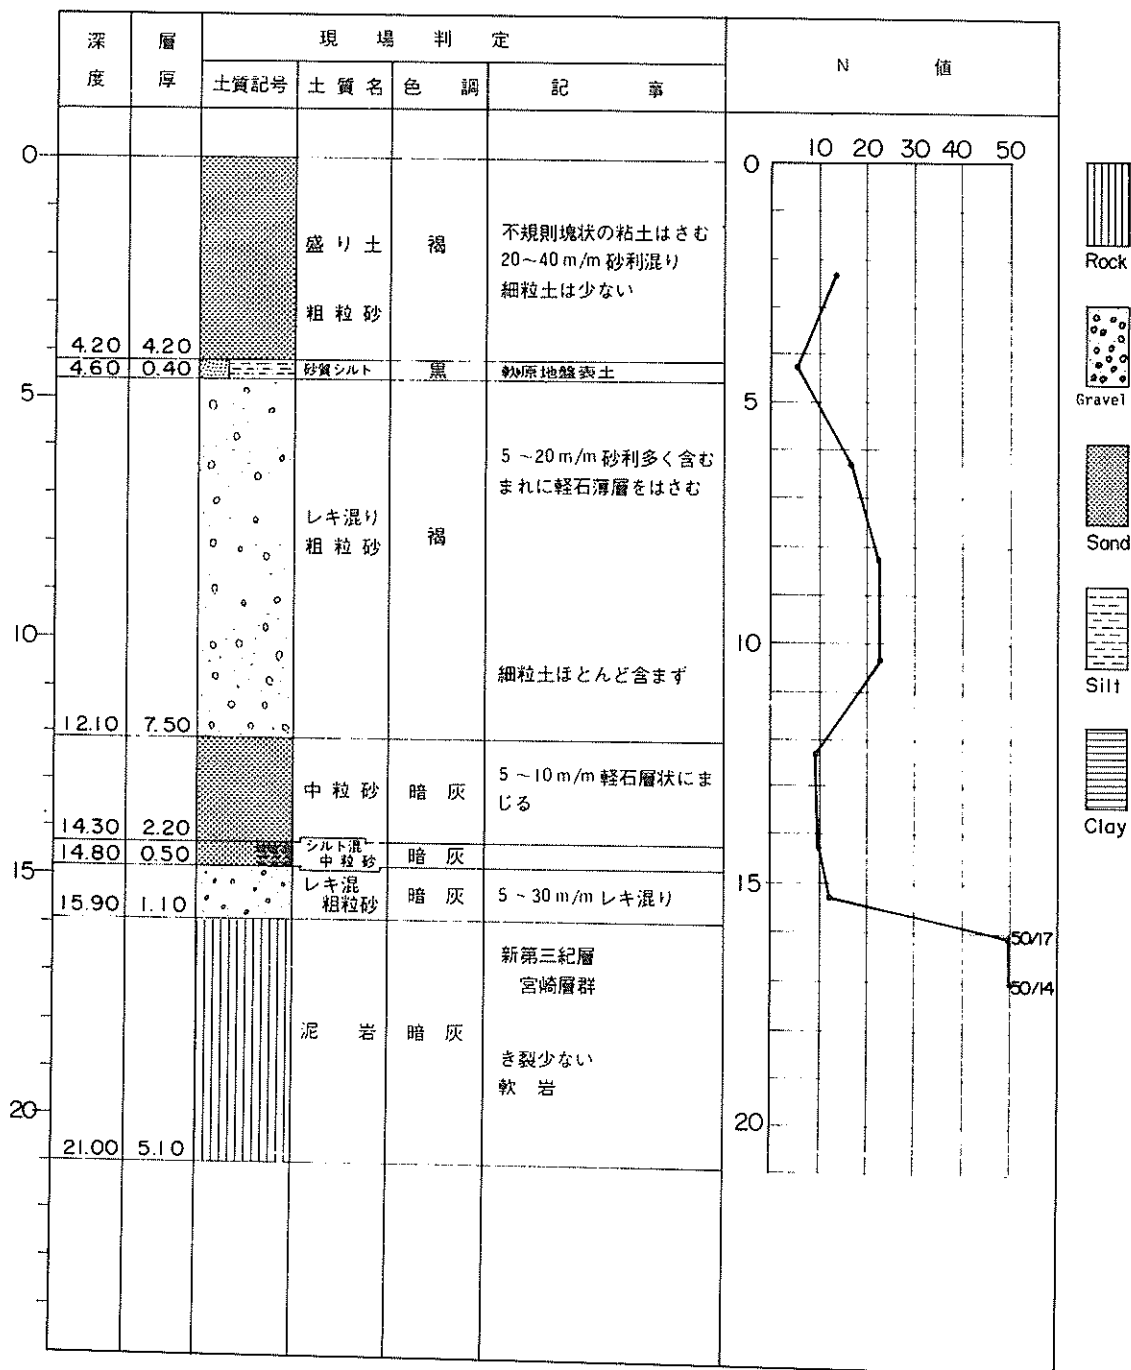 深度
層厚
現場判定
土質記号
土質名
色調
記事
N値
0
盛り土
粗粒砂
褐
不規則塊状の粘土はさむ
20~40 m/m 砂利混り
細粒土は少ない
4.20 4.20
4.60 0.40
砂質シルト
黒
原地盤表土
5
レキ混り
粗粒砂
褐
5~20 m/m 砂利多く含む
まれに軽石薄層をはさむ
細粒土ほとんど含まず
10
12.10 7.50
中粒砂
暗灰
5~10 m/m 軽石層状にま
じる
14.30 2.20
14.80 0.50
シルト混
中粒砂
暗灰
15
レキ混
粗粒砂
暗灰
5~30 m/m レキ混り
15.90 1.10
泥岩
暗灰
新第三紀層
宮崎層群
き裂少ない
軟岩
20
21.00 5.10
10 20 30 40 50
0
5
10
15
20
50/17
50/14
Rock
Gravel
Sand
Silt
Clay